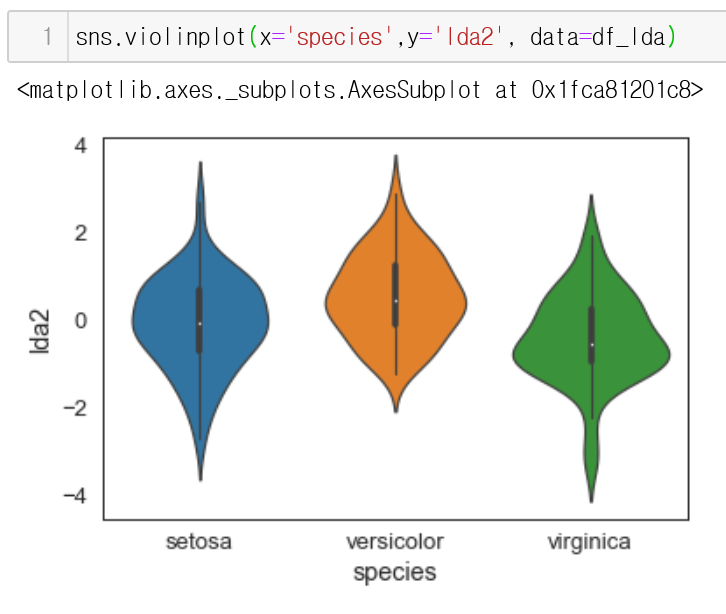 1 sns.violinplot(x='species',y='lda2', data=df_lda)
<matplotlib.axes._subplots.AxesSubplot at 0x1fca81201c8>
4
2
0
−2
−4
lda2
setosa versicolor virginica
species